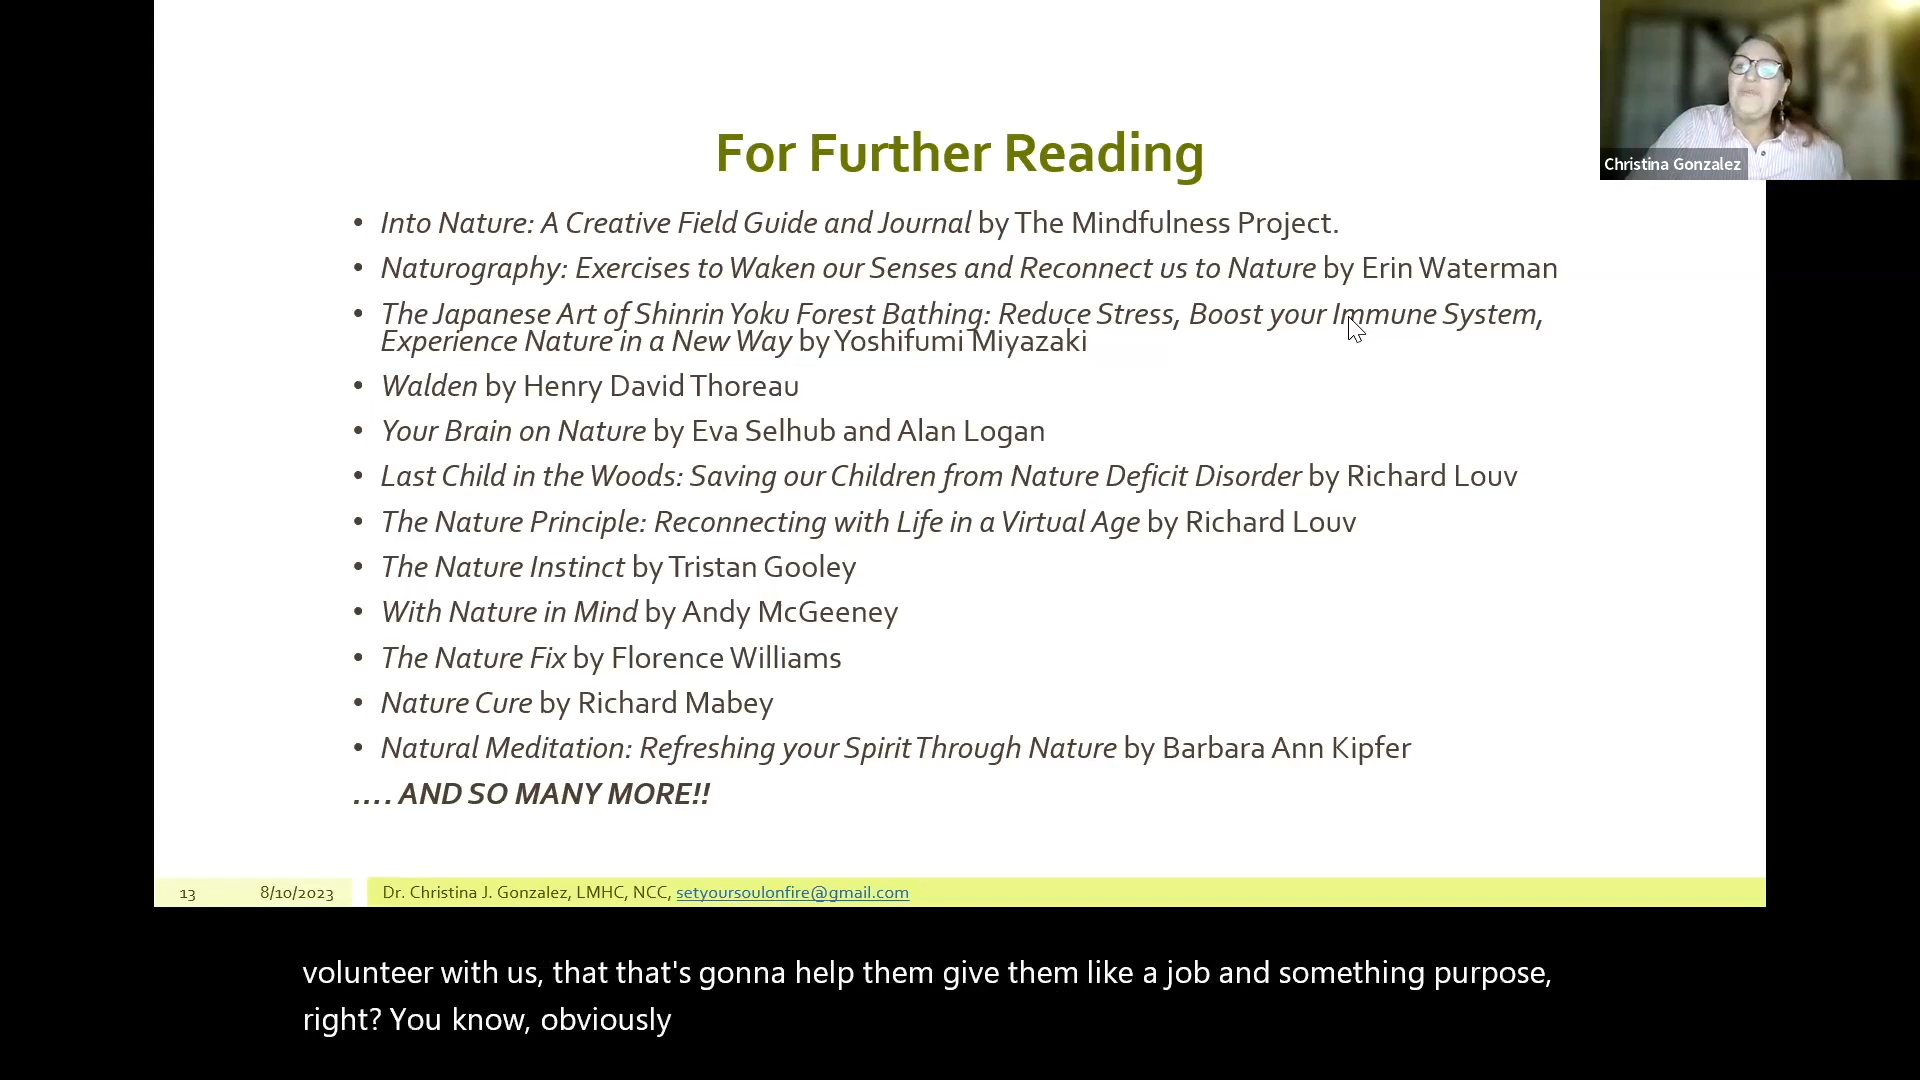 For Further Reading
Christina Gonzalez
• Into Nature: A Creative Field Guide and Journal by The Mindfulness Project.
• Naturography: Exercises to Waken our Senses and Reconnect us to Nature by Erin Waterman
• The Japanese Art of Shinrin Yoku Forest Bathing: Reduce Stress, Boost your Immune System,
Experience Nature in a New Way by Yoshifumi Miyazaki
• Walden by Henry David Thoreau
• Your Brain on Nature by Eva Selhub and Alan Logan
• Last Child in the Woods: Saving our Children from Nature Deficit Disorder by Richard Louv
• The Nature Principle: Reconnecting with Life in a Virtual Age by Richard Louv
• The Nature Instinct by Tristan Gooley
• With Nature in Mind by Andy McGeeney
• The Nature Fix by Florence Williams
• Nature Cure by Richard Mabey
• Natural Meditation: Refreshing your Spirit Through Nature by Barbara Ann Kipfer
.... AND SO MANY MORE!!
13 8/10/2023 Dr. Christina J. Gonzalez, LMHC, NCC, setyoursoulonfire@gmail.com
volunteer with us, that that's gonna help them give them like a job and something purpose,
right? You know, obviously